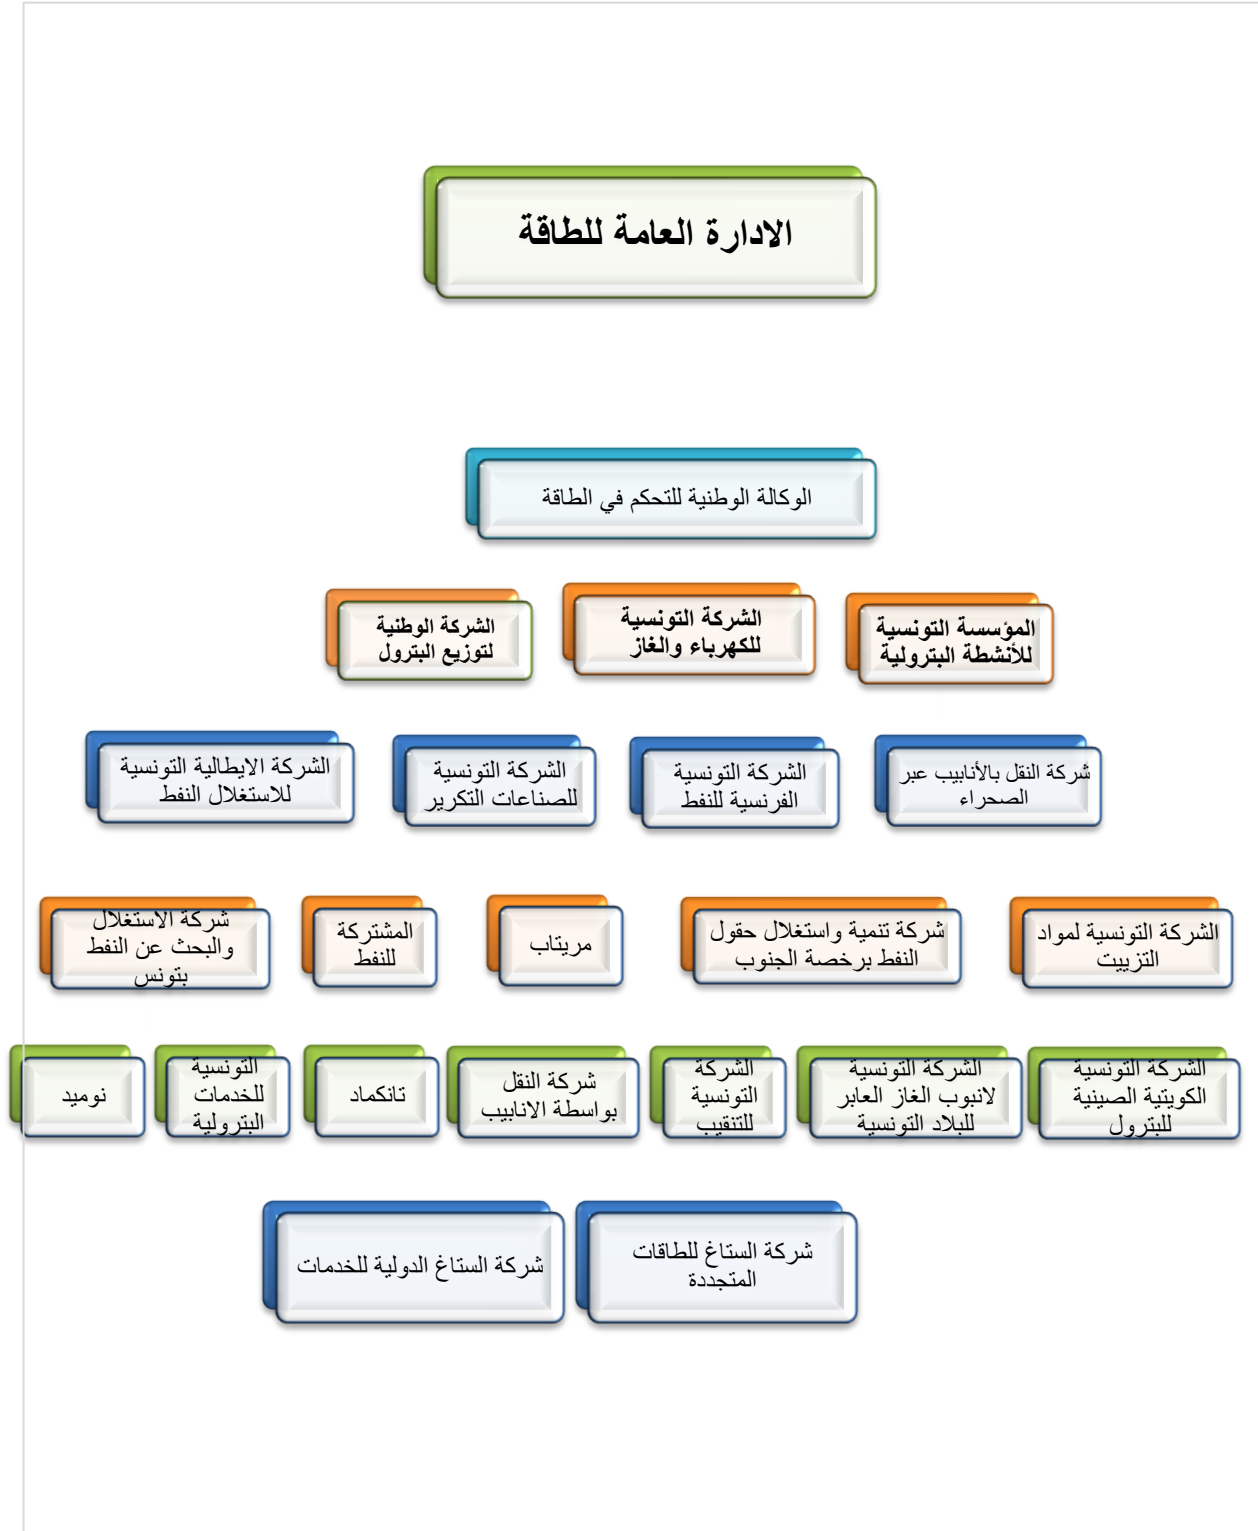 الادارة العامة للطاقة
الوكالة الوطنية للتحكم في الطاقة
المؤسسة التونسية
للأنشطة البترولية
الشركة التونسية
للكهرباء والغاز
الشركة الوطنية
لتوزيع البترول
شركة النقل بالأنابيب عبر
الصحراء
الشركة التونسية
الفرنسية للنفط
الشركة التونسية
للصناعات التكرير
الشركة الايطالية التونسية
للاستغلال النفط
الشركة التونسية لمواد
التزييت
شركة تنمية واستغلال حقول
النفط برخصة الجنوب
مريتاب
المشتركة
للنفط
شركة الاستغلال
والبحث عن النفط
بتونس
الشركة التونسية
الكويتية الصينية
للبترول
الشركة التونسية
لانبوب الغاز العابر
للبلاد التونسية
الشركة
التونسية
للتنقيب
شركة النقل
بواسطة الانابيب
تانكماد
التونسية
للخدمات
البترولية
نوميد
شركة الستاغ للطاقات
المتجددة
شركة الستاغ الدولية للخدمات